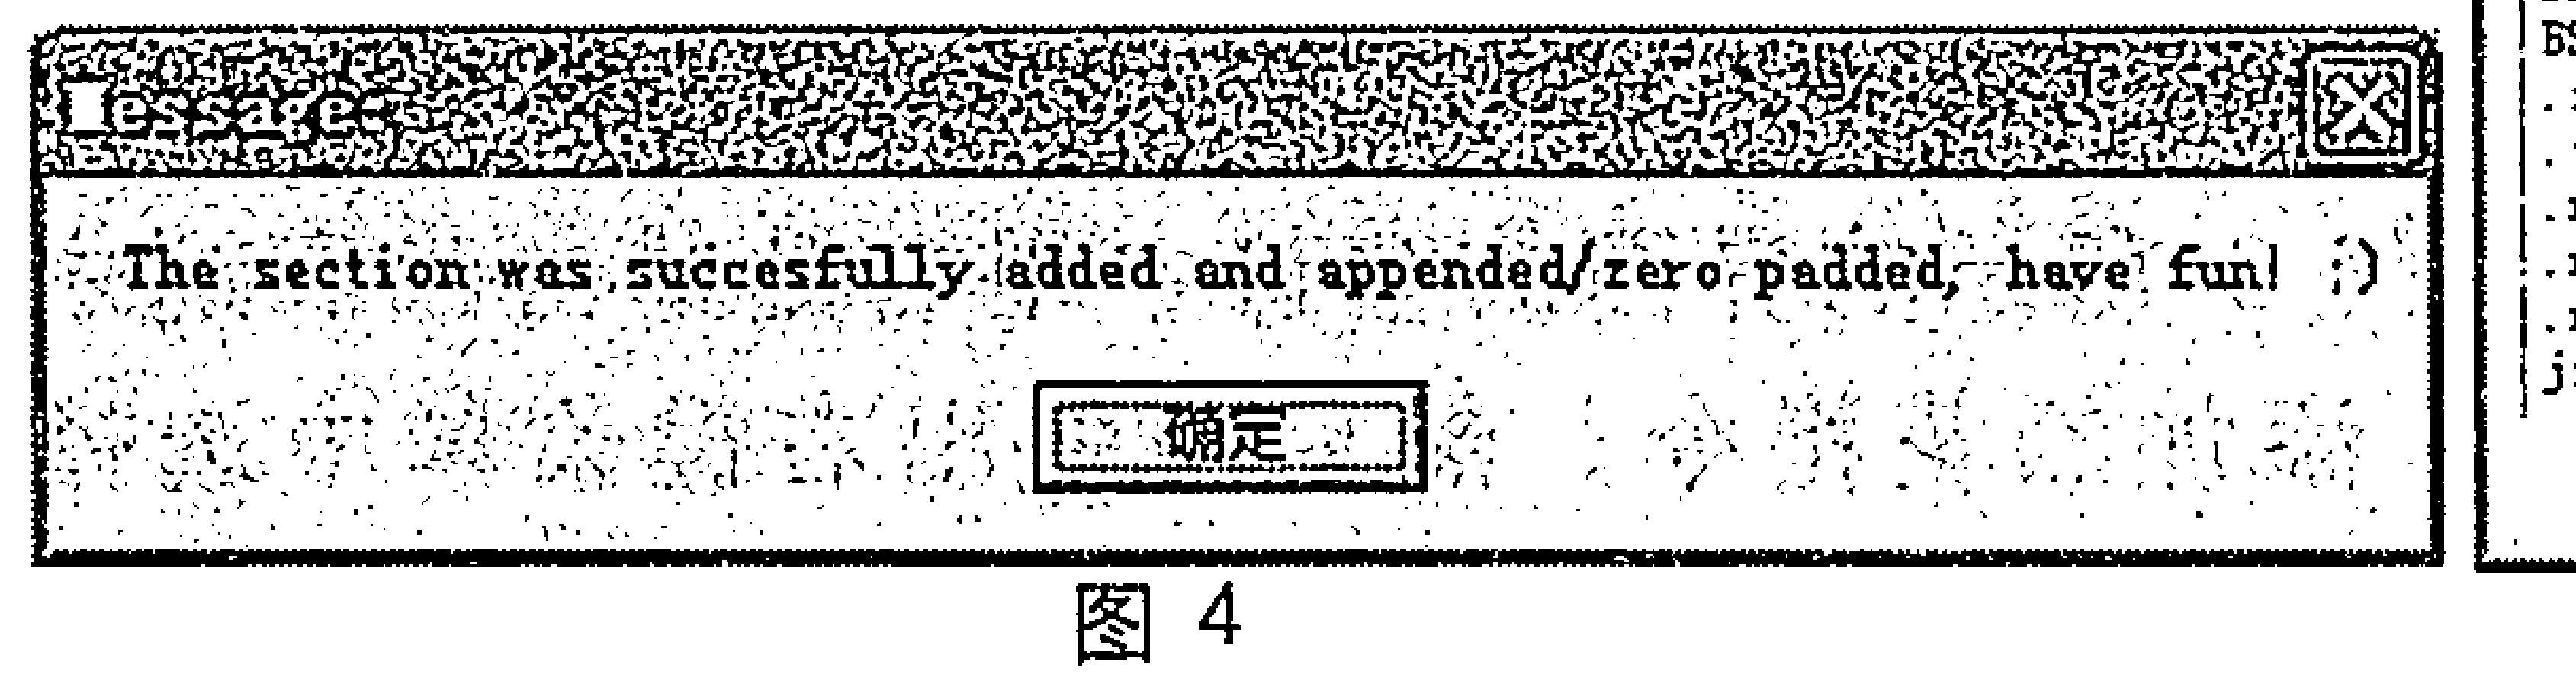 Message
The section was succesfully added and appended/zero padded, have fun! ;)
确定
图 4